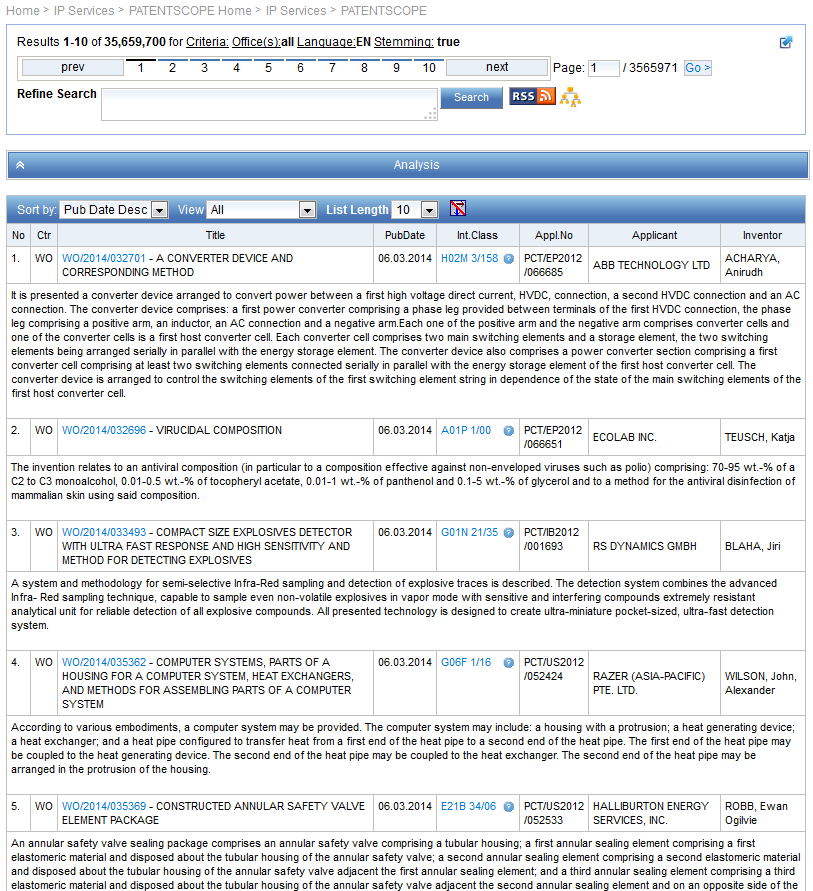 Home > IP Services > PATENTSCOPE Home > IP Services > PATENTSCOPE
Results 1-10 of 35,659,700 for Criteria: Office(s):all Language:EN Stemming: true
prev 1 2 3 4 5 6 7 8 9 10 next Page: 1 / 3565971 Go >
Refine Search Search RSS
Analysis
Sort by: Pub Date Desc View All List Length 10
No Ctr Title PubDate Int.Class Appl.No Applicant Inventor
1. WO WO/2014/032701 - A CONVERTER DEVICE AND CORRESPONDING METHOD 06.03.2014 H02M 3/158 PCT/EP2012/066685 ABB TECHNOLOGY LTD ACHARYA, Anirudh
It is presented a converter device arranged to convert power between a first high voltage direct current, HVDC, connection, a second HVDC connection and an AC
connection. The converter device comprises: a first power converter comprising a phase leg provided between terminals of the first HVDC connection, the phase
leg comprising a positive arm, an inductor, an AC connection and a negative arm.Each one of the positive arm and the negative arm comprises converter cells and
one of the converter cells is a first host converter cell. Each converter cell comprises two main switching elements and a storage element, the two switching
elements being arranged serially in parallel with the energy storage element. The converter device also comprises a power converter section comprising a first
converter cell comprising at least two switching elements connected serially in parallel with the energy storage element of the first host converter cell. The
converter device is arranged to control the switching elements of the first switching element string in dependence of the state of the main switching elements of the
first host converter cell.
2. WO WO/2014/032696 - VIRUCIDAL COMPOSITION 06.03.2014 A01P 1/00 PCT/EP2012/066651 ECOLAB INC. TEUSCH, Katja
The invention relates to an antiviral composition (in particular to a composition effective against non-enveloped viruses such as polio) comprising: 70-95 wt.-% of a
C2 to C3 monoalcohol, 0.01-0.5 wt.-% of tocopheryl acetate, 0.01-1 wt.-% of panthenol and 0.1-5 wt.-% of glycerol and to a method for the antiviral disinfection of
mammalian skin using said composition.
3. WO WO/2014/033493 - COMPACT SIZE EXPLOSIVES DETECTOR WITH ULTRA FAST RESPONSE AND HIGH SENSITIVITY AND METHOD FOR DETECTING EXPLOSIVES 06.03.2014 G01N 21/35 PCT/IB2012/001693 RS DYNAMICS GMBH BLAHA, Jiri
A system and methodology for semi-selective Infra-Red sampling and detection of explosive traces is described. The detection system combines the advanced
Infra- Red sampling technique, capable to sample even non-volatile explosives in vapor mode with sensitive and interfering compounds extremely resistant
analytical unit for reliable detection of all explosive compounds. All presented technology is designed to create ultra-miniature pocket-sized, ultra-fast detection
system.
4. WO WO/2014/035362 - COMPUTER SYSTEMS, PARTS OF A HOUSING FOR A COMPUTER SYSTEM, HEAT EXCHANGERS, AND METHODS FOR ASSEMBLING PARTS OF A COMPUTER SYSTEM 06.03.2014 G06F 1/16 PCT/US2012/052424 RAZER (ASIA-PACIFIC) PTE. LTD. WILSON, John, Alexander
According to various embodiments, a computer system may be provided. The computer system may include: a housing with a protrusion; a heat generating device;
a heat exchanger; and a heat pipe configured to transfer heat from a first end of the heat pipe to a second end of the heat pipe. The first end of the heat pipe may
be coupled to the heat generating device. The second end of the heat pipe may be coupled to the heat exchanger. The second end of the heat pipe may be
arranged in the protrusion of the housing.
5. WO WO/2014/035369 - CONSTRUCTED ANNULAR SAFETY VALVE ELEMENT PACKAGE 06.03.2014 E21B 34/06 PCT/US2012/052533 HALLIBURTON ENERGY SERVICES, INC. ROBB, Ewan Ogilvie
An annular safety valve sealing package comprises an annular safety valve comprising a tubular housing; a first annular sealing element comprising a first
elastomeric material and disposed about the tubular housing of the annular safety valve; a second annular sealing element comprising a second elastomeric material
and disposed about the tubular housing of the annular safety valve adjacent the first annular sealing element; and a third annular sealing element comprising a third
elastomeric material and disposed about the tubular housing of the annular safety valve adjacent the second annular sealing element and on an opposite side of the